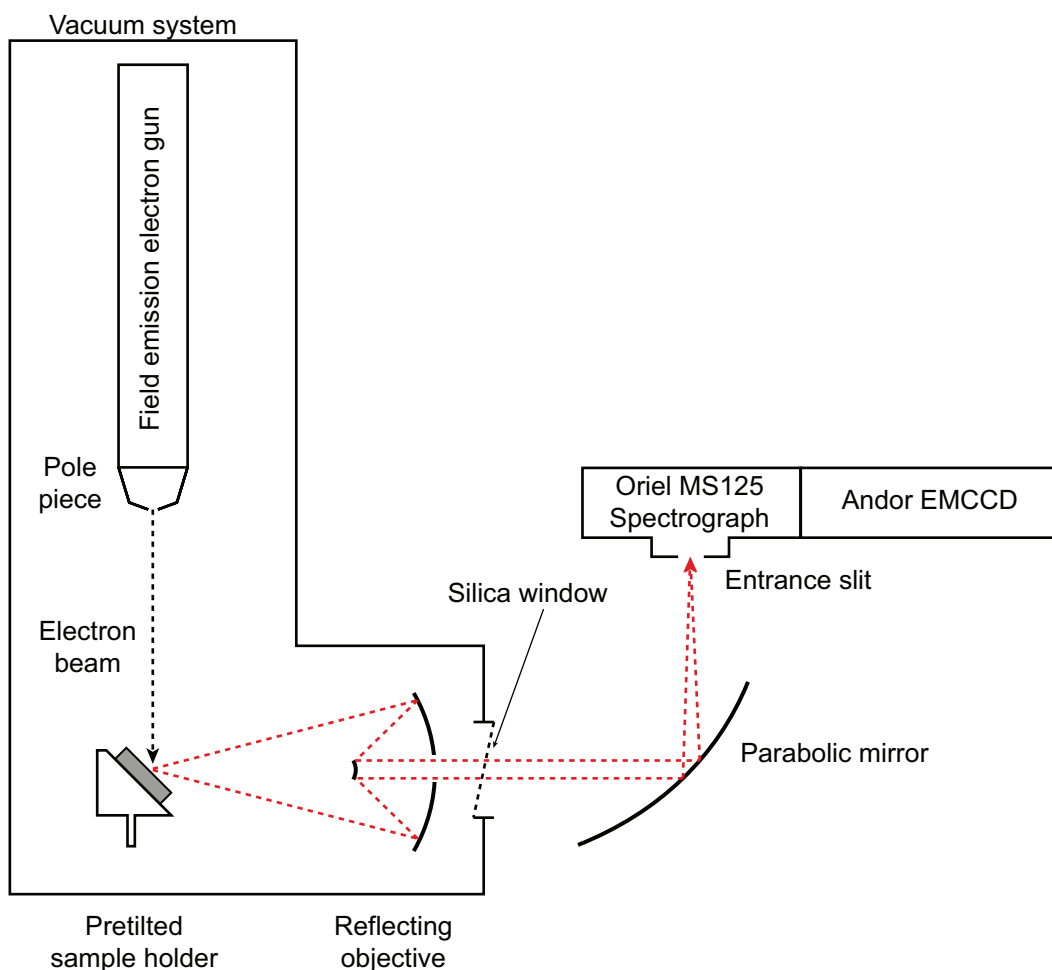 Vacuum system
Field emission electron gun
Pole
piece
Oriel MS125
Spectrograph
Andor EMCCD
Entrance slit
Silica window
Electron
beam
Parabolic mirror
Pretilted
sample holder
Reflecting
objective